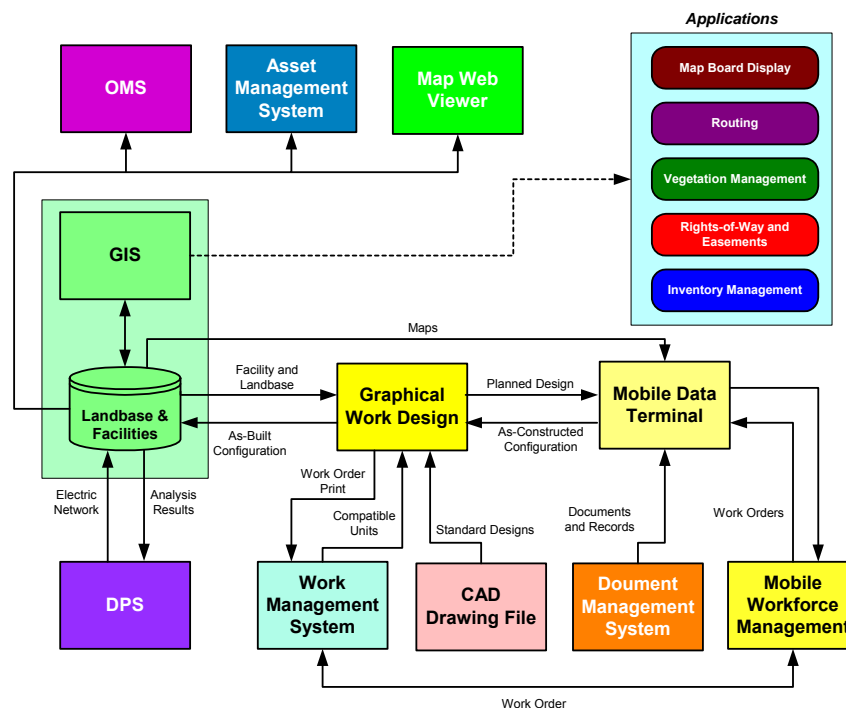 Applications
OMS
Asset
Management
System
Map Web
Viewer
Map Board Display
Routing
Vegetation Management
Rights-of-Way and
Easements
Inventory Management
GIS
Maps
Landbase &
Facilities
Facility and
Landbase
Graphical
Work Design
Planned Design
Mobile Data
Terminal
As-Built
Configuration
As-Constructed
Configuration
Electric
Network
Analysis
Results
Work Order
Print
Compatible
Units
Standard Designs
Documents
and Records
Work Orders
DPS
Work
Management
System
CAD
Drawing File
Doument
Management
System
Mobile
Workforce
Management
Work Order